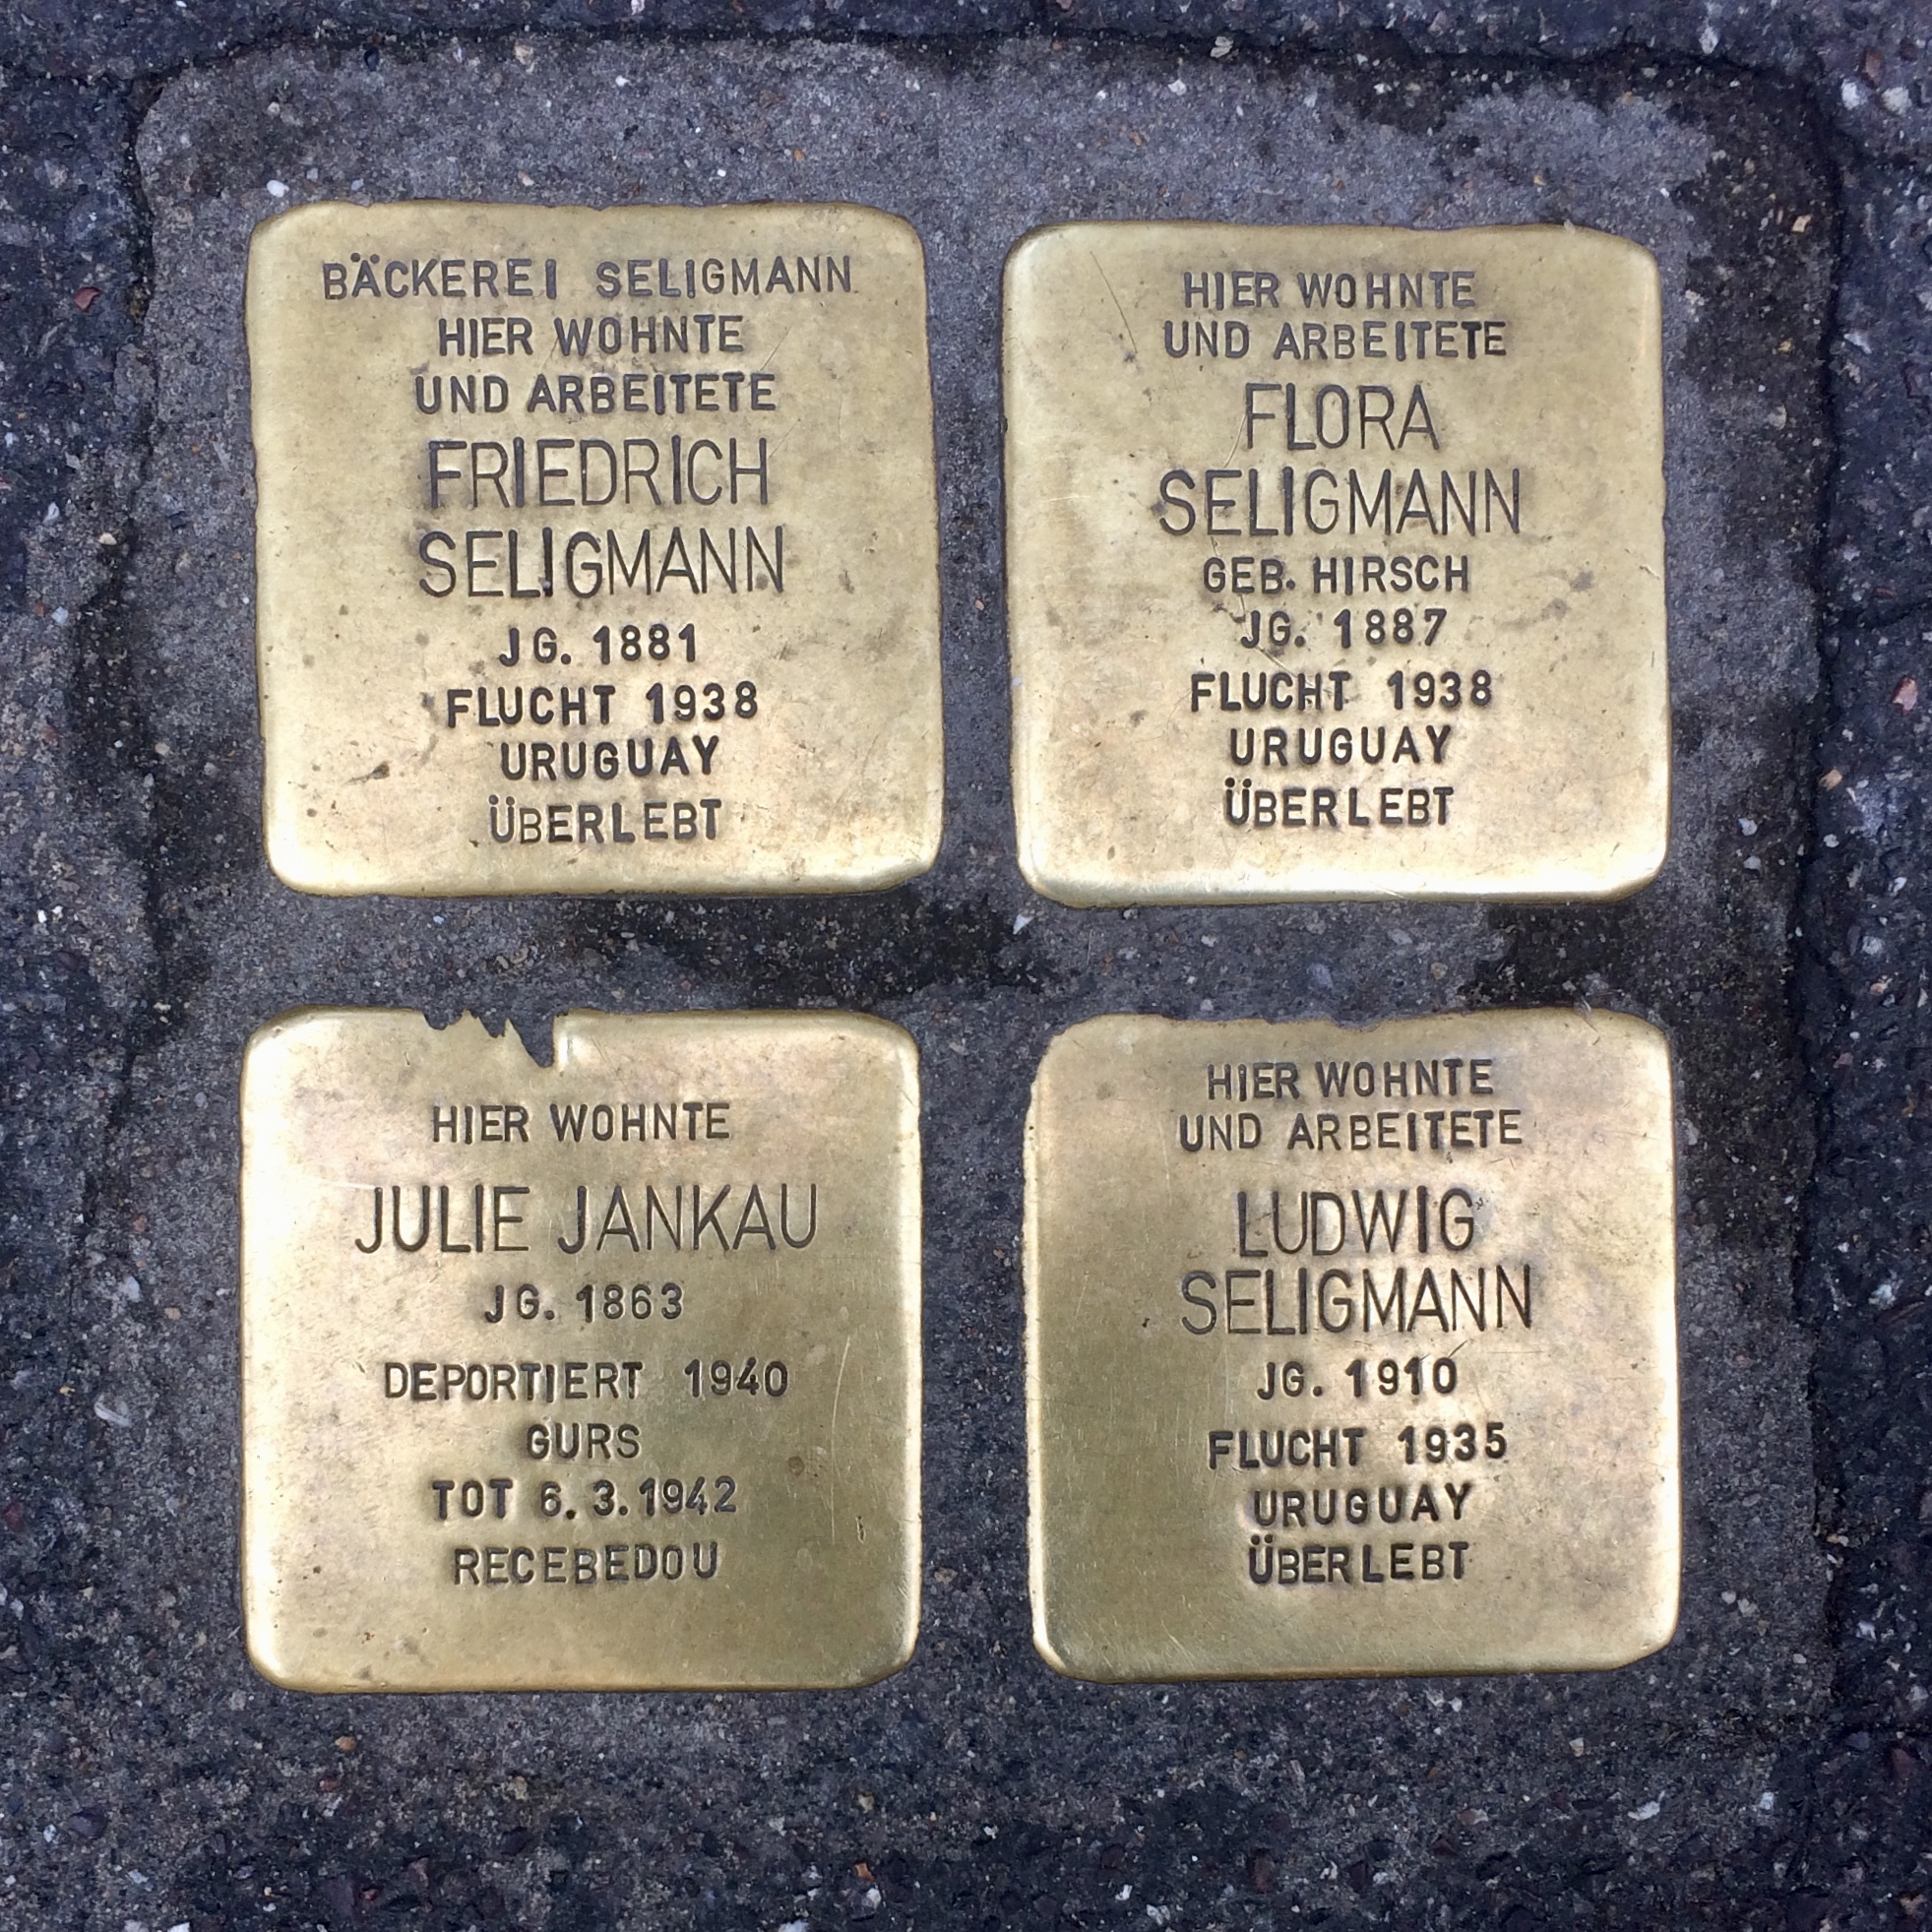 BÄCKEREI SELIGMANN
HIER WOHNTE
UND ARBEITETE
FRIEDRICH
SELIGMANN
JG. 1881
FLUCHT 1938
URUGUAY
ÜBERLEBT
HIER WOHNTE
UND ARBEITETE
FLORA
SELIGMANN
GEB. HIRSCH
JG. 1887
FLUCHT 1938
URUGUAY
ÜBERLEBT
HIER WOHNTE
JULIE JANKAU
JG. 1863
DEPORTIERT 1940
GURS
TOT 6.3.1942
RECEBEDOU
HIER WOHNTE
UND ARBEITETE
LUDWIG
SELIGMANN
JG. 1910
FLUCHT 1935
URUGUAY
ÜBERLEBT